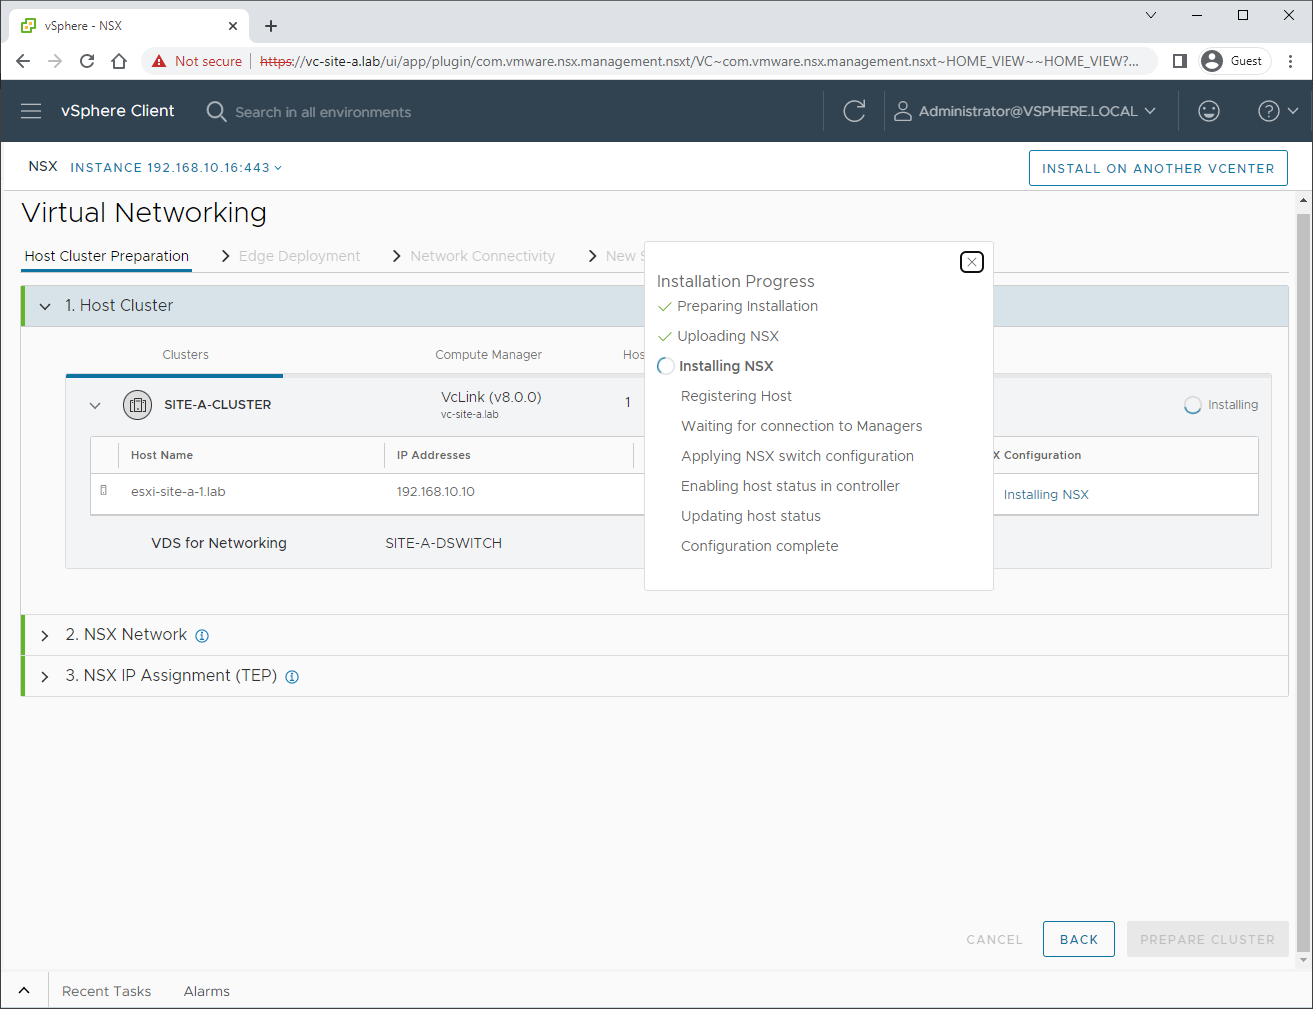 vSphere - NSX
Not secure https://vc-site-a.lab/ui/app/plugin/com.vmware.nsx.management.nsxt/VC~com.vmware.nsx.management.nsxt~HOME_VIEW~~HOME_VIEW?... Guest
vSphere Client Search in all environments Administrator@VSPHERE.LOCAL
NSX INSTANCE 192.168.10.16:443 INSTALL ON ANOTHER VCENTER
Virtual Networking
Host Cluster Preparation Edge Deployment Network Connectivity New S
Installation Progress
Preparing Installation
Uploading NSX
Installing NSX
Registering Host
Waiting for connection to Managers
Applying NSX switch configuration
Enabling host status in controller
Updating host status
Configuration complete
1. Host Cluster
Clusters Compute Manager Hos
SITE-A-CLUSTER VcLink (v8.0.0) 1 Installing
vc-site-a.lab
Host Name IP Addresses X Configuration
esxi-site-a-1.lab 192.168.10.10 Installing NSX
VDS for Networking SITE-A-DSWITCH
2. NSX Network
3. NSX IP Assignment (TEP)
CANCEL BACK PREPARE CLUSTER
Recent Tasks Alarms